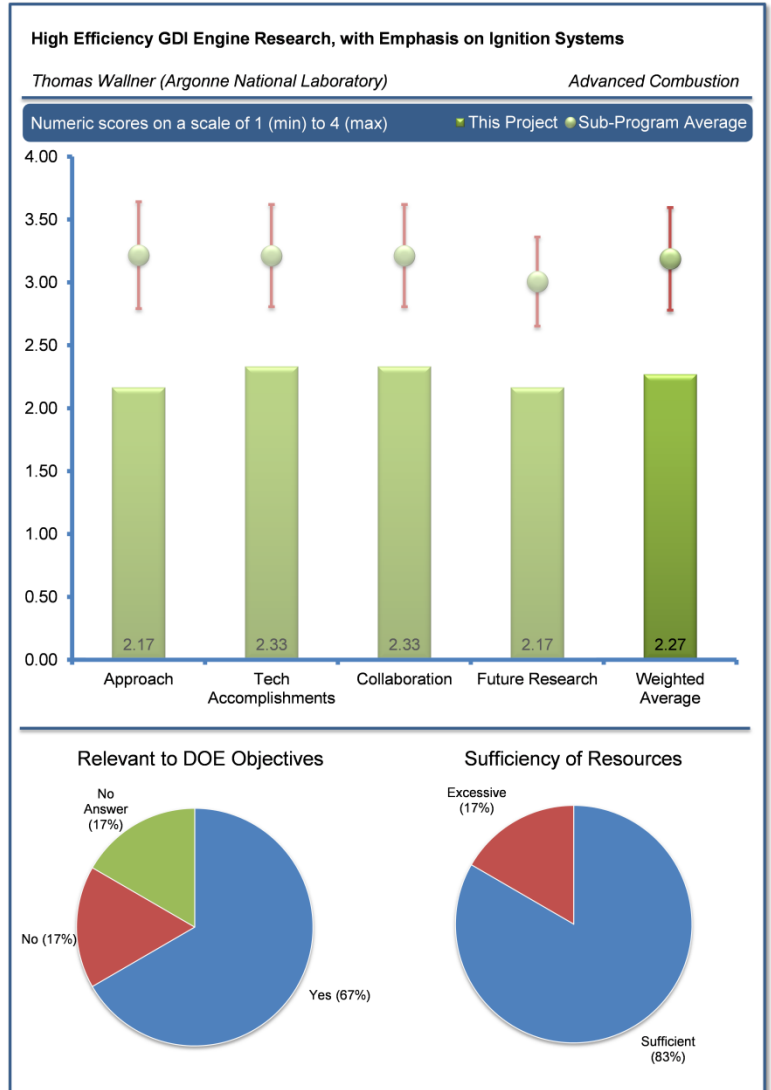 High Efficiency GDI Engine Research, with Emphasis on Ignition Systems
Thomas Wallner (Argonne National Laboratory) Advanced Combustion
Numeric scores on a scale of 1 (min) to 4 (max) This Project Sub-Program Average
4.00
3.50
3.00
2.50
2.00
1.50
1.00
0.50
0.00
2.17 2.33 2.33 2.17 2.27
Approach Tech Collaboration Future Research Weighted
Accomplishments Average
Relevant to DOE Objectives Sufficiency of Resources
No
Answer
(17%)
No (17%)
Yes (67%)
Excessive
(17%)
Sufficient
(83%)